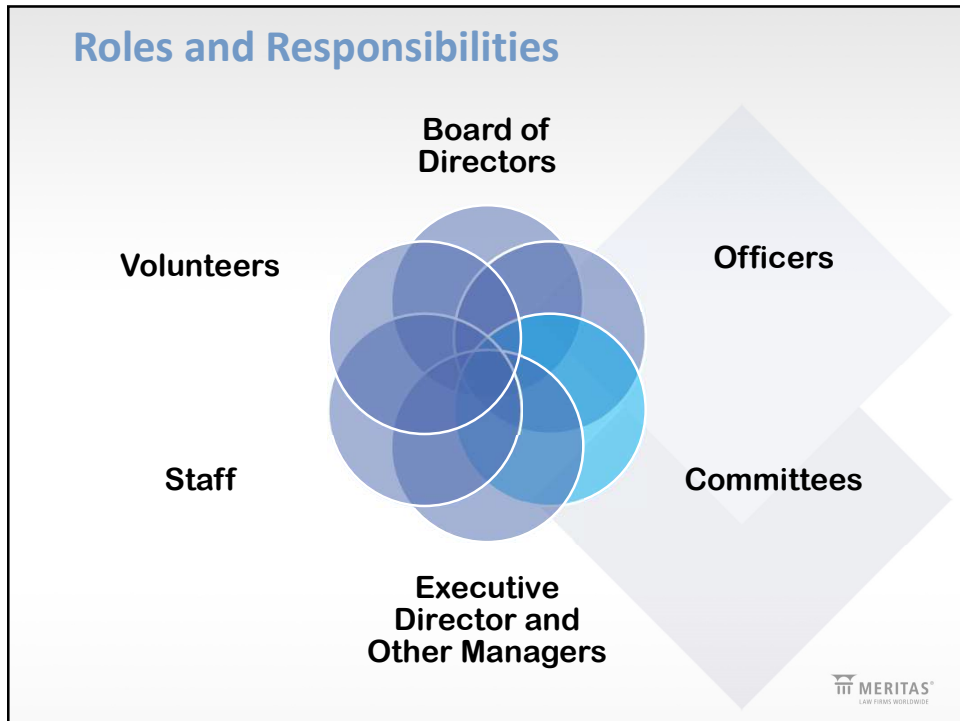 Roles and Responsibilities
Board of
Directors
Volunteers
Officers
Staff
Committees
Executive
Director and
Other Managers
MERITAS®
LAW FIRMS WORLDWIDE